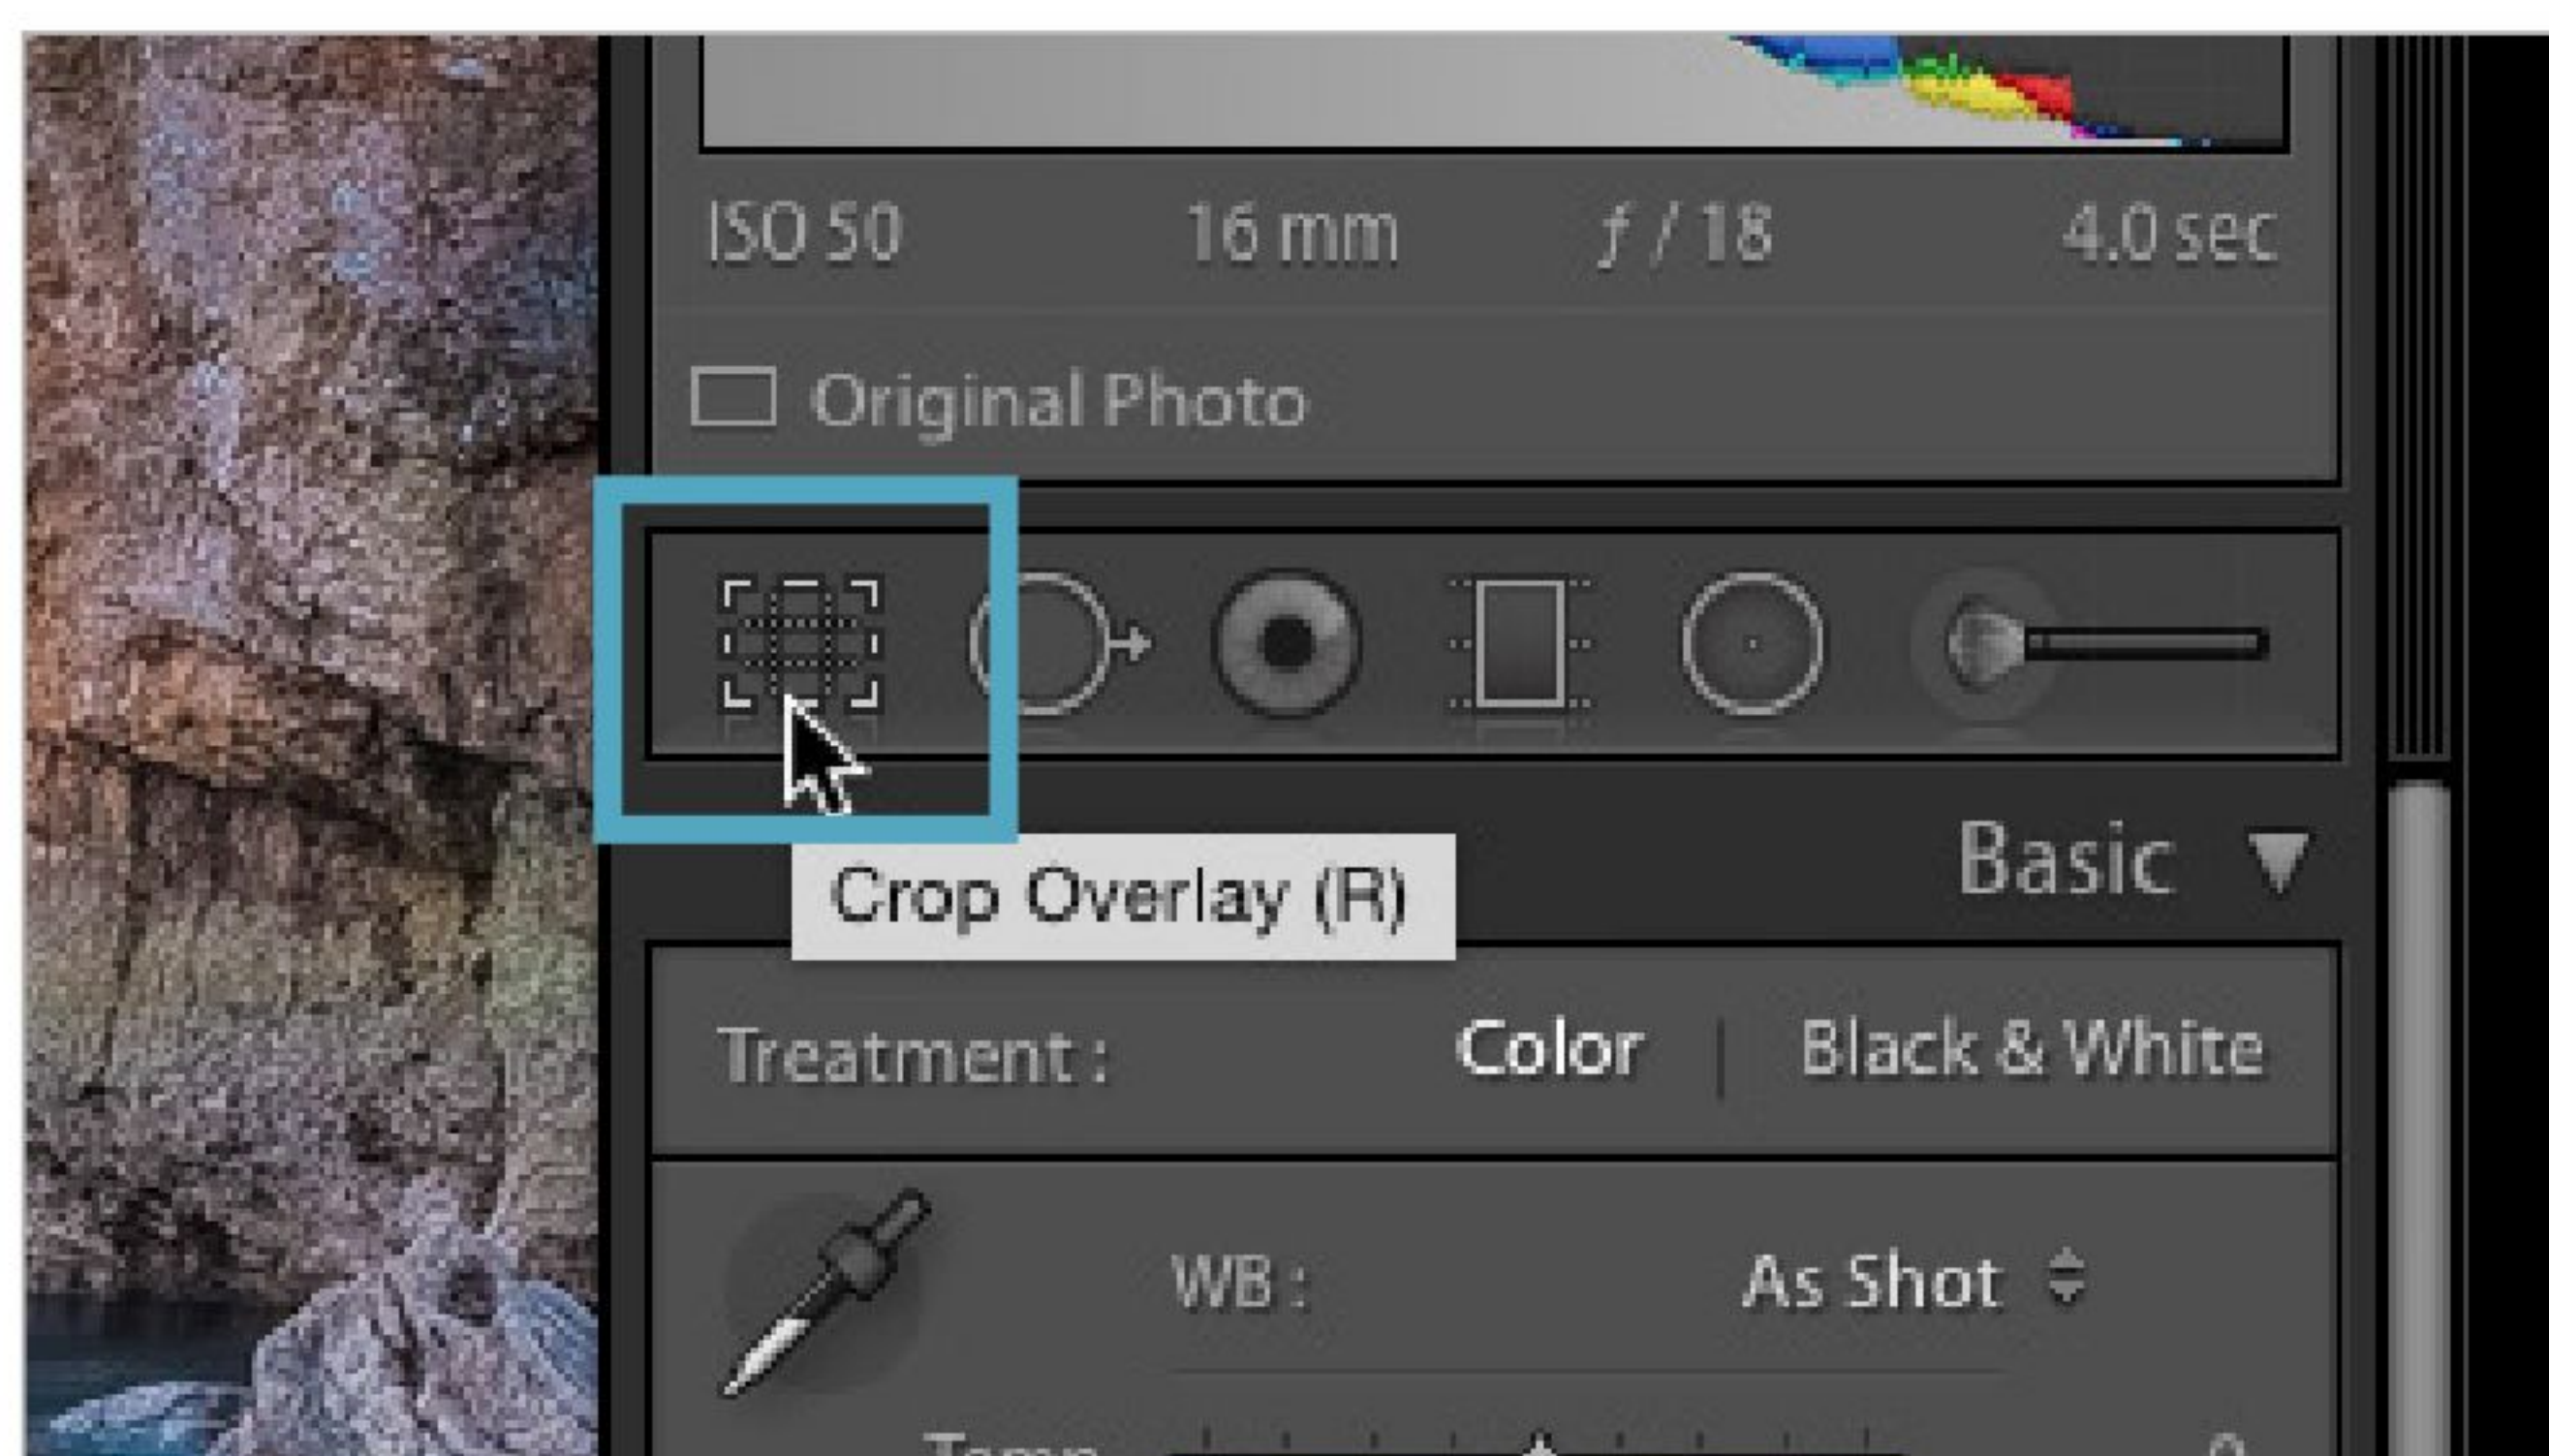 ISO 50 16 mm ƒ / 18 4.0 sec
Original Photo
Crop Overlay (R)
Basic
Treatment : Color | Black & White
WB : As Shot
Temp